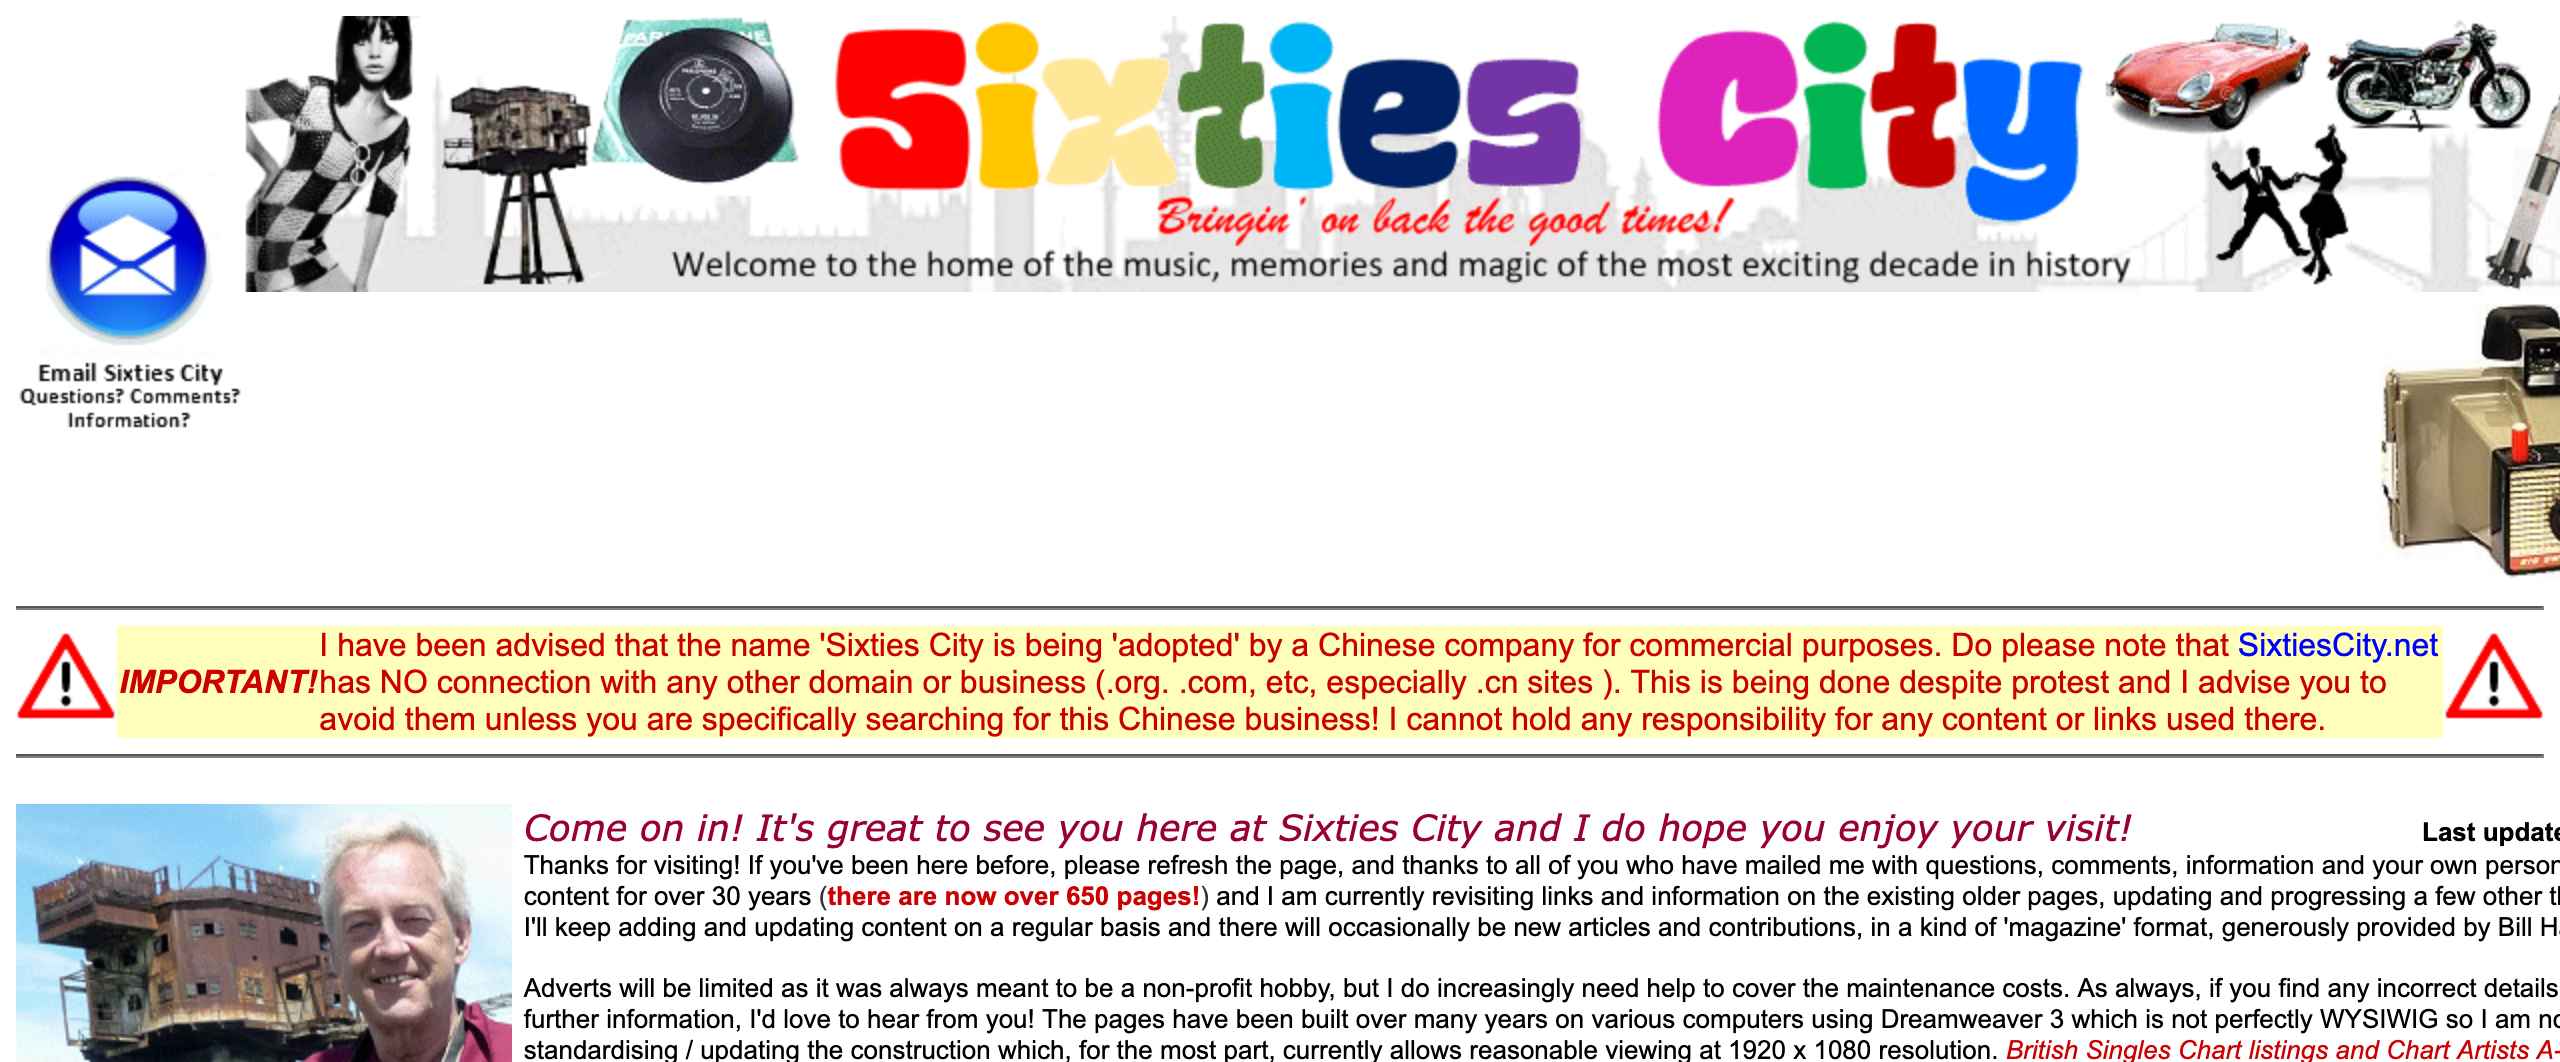 Sixties City
Bringin' on back the good times!
Welcome to the home of the music, memories and magic of the most exciting decade in history
Email Sixties City
Questions? Comments?
Information?
IMPORTANT!
I have been advised that the name 'Sixties City is being 'adopted' by a Chinese company for commercial purposes. Do please note that SixtiesCity.net
has NO connection with any other domain or business (.org. .com, etc, especially .cn sites ). This is being done despite protest and I advise you to
avoid them unless you are specifically searching for this Chinese business! I cannot hold any responsibility for any content or links used there.
Come on in! It's great to see you here at Sixties City and I do hope you enjoy your visit!
Last update
Thanks for visiting! If you've been here before, please refresh the page, and thanks to all of you who have mailed me with questions, comments, information and your own person
content for over 30 years (there are now over 650 pages!) and I am currently revisiting links and information on the existing older pages, updating and progressing a few other
I'll keep adding and updating content on a regular basis and there will occasionally be new articles and contributions, in a kind of 'magazine' format, generously provided by Bill
Adverts will be limited as it was always meant to be a non-profit hobby, but I do increasingly need help to cover the maintenance costs. As always, if you find any incorrect details
further information, I'd love to hear from you! The pages have been built over many years on various computers using Dreamweaver 3 which is not perfectly WYSIWIG so I am
standardising / updating the construction which, for the most part, currently allows reasonable viewing at 1920 x 1080 resolution. British Singles Chart listings and Chart Artists A-